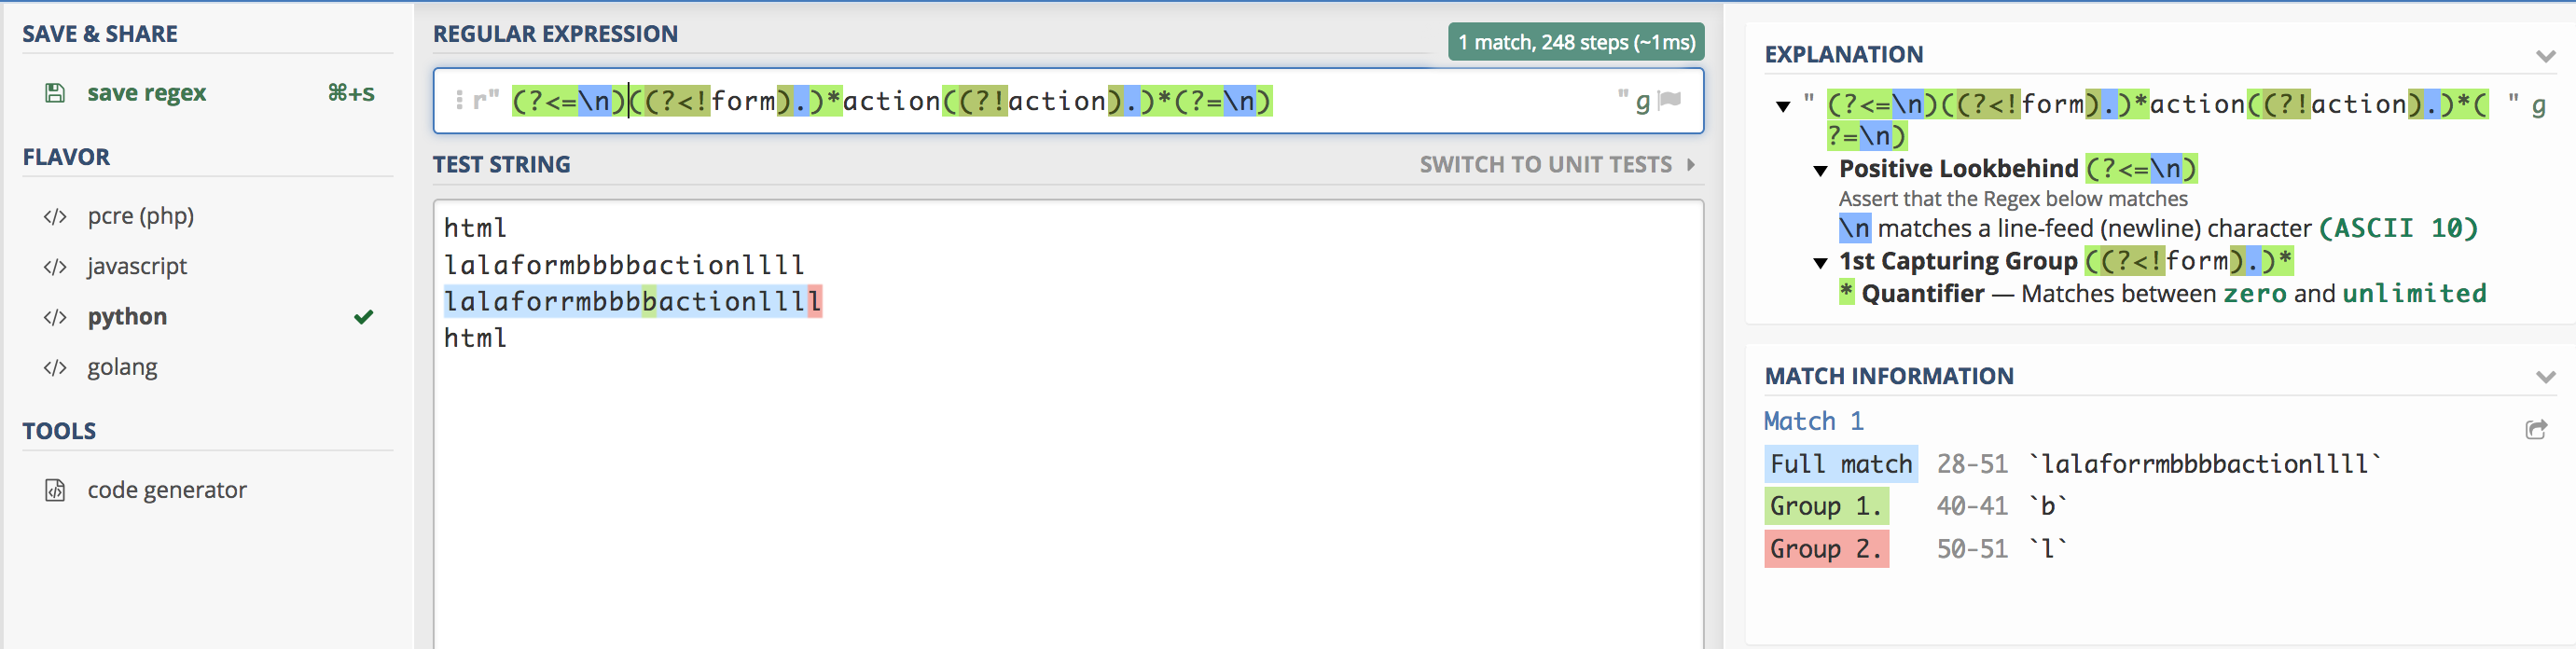 SAVE & SHARE
save regex ⌘+s
FLAVOR
</> pcre (php)
</> javascript
</> python
</> golang
TOOLS
code generator
REGULAR EXPRESSION
1 match, 248 steps (~1ms)
r" (?<=\n)((?<!form).)*action((?!action).)*(?=\n) " g
TEST STRING
SWITCH TO UNIT TESTS
html
lalaformbbbbactionllll
lalaforrmbbbbactionllll
html
EXPLANATION
" (?<=\n)((?<!form).)*action((?!action).)*( " g
?=\n)
Positive Lookbehind (?<=\n)
Assert that the Regex below matches
\n matches a line-feed (newline) character (ASCII 10)
1st Capturing Group ((?<!form).)*
* Quantifier — Matches between zero and unlimited
MATCH INFORMATION
Match 1
Full match 28-51 `lalaforrmbbbbactionllll`
Group 1. 40-41 `b`
Group 2. 50-51 `l`